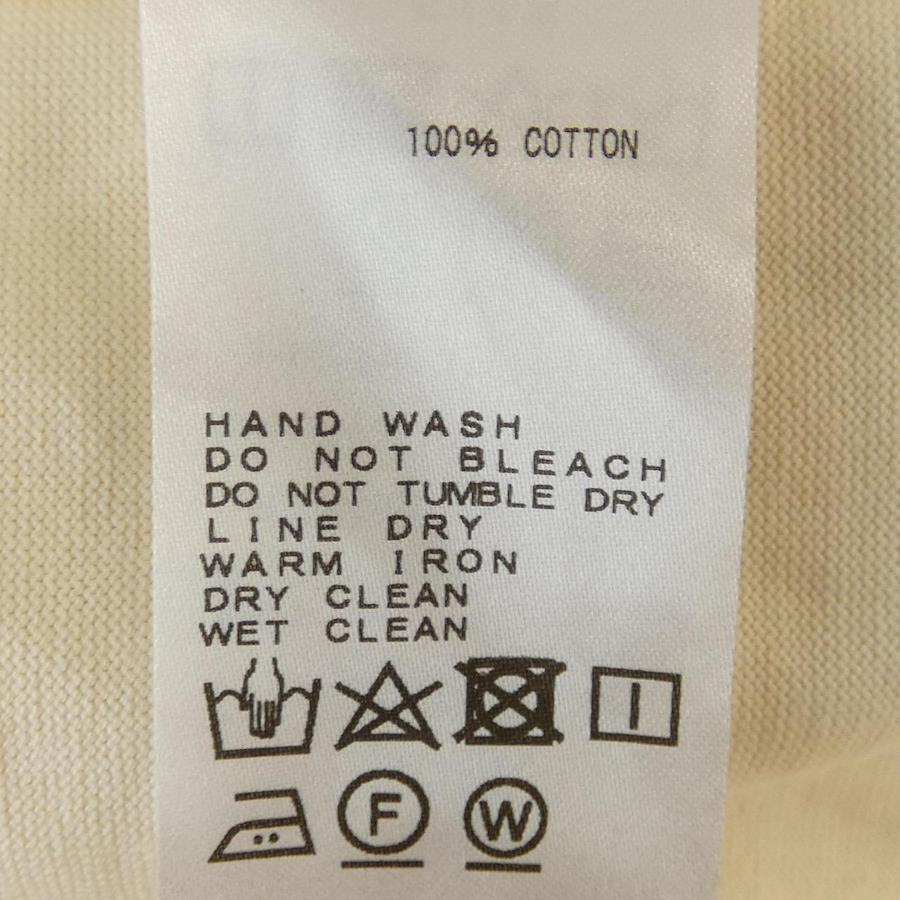 100% COTTON
HAND WASH
DO NOT BLEACH
DO NOT TUMBLE DRY
LINE DRY
WARM IRON
DRY CLEAN
WET CLEAN
F W